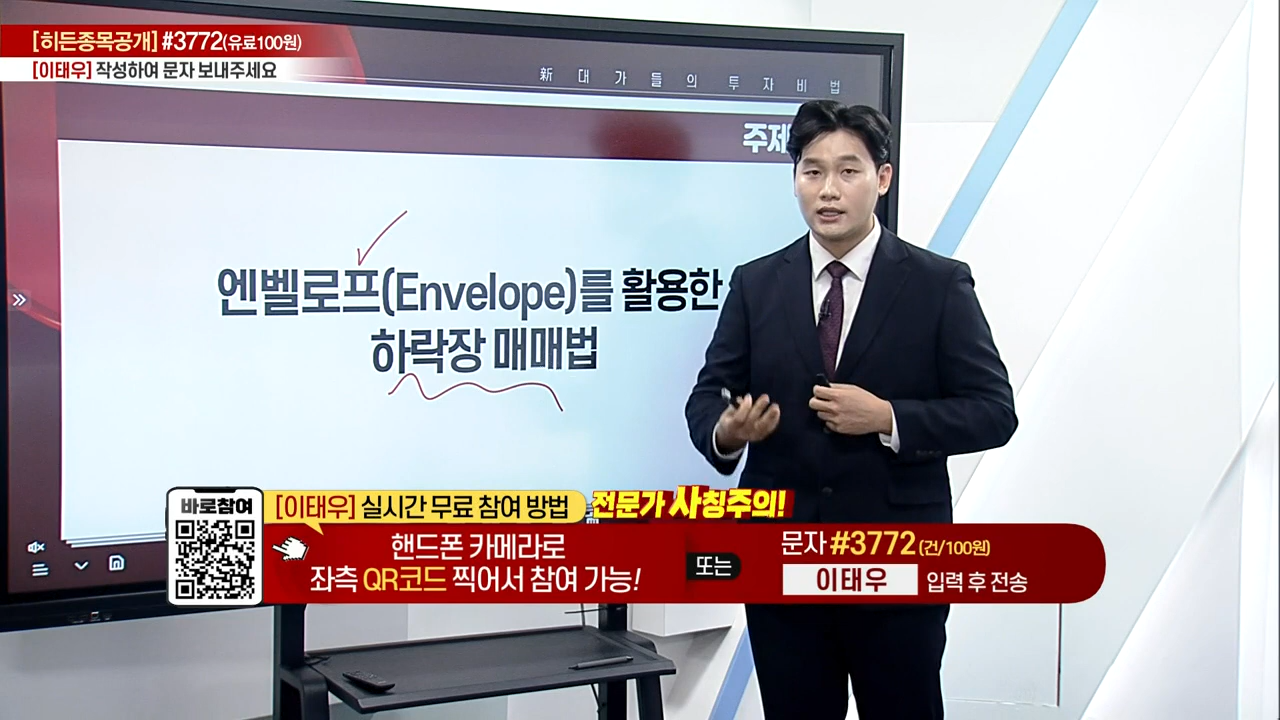 [히든종목공개] #3772(유료100원)
[이태우] 작성하여 문자 보내주세요
新 대가들의 투자비법
주제
엔벨로프(Envelope)를 활용한
하락장 매매법
바로참여
[이태우] 실시간 무료 참여 방법
전문가 사칭주의!
핸드폰 카메라로
좌측 QR코드 찍어서 참여 가능!
또는
문자 #3772 (건/100원)
이태우 입력 후 전송